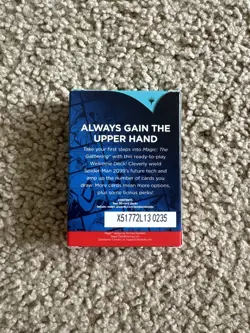 ALWAYS GAIN THE
UPPER HAND
Take your first steps into Magic: The
Gathering® with this ready-to-play
Welcome Deck! Cleverly wield
Spider-Man 2099's future tech and
amp up the number of cards you
draw. More cards mean more options,
plus some bonus perks!
X51772L13 0235